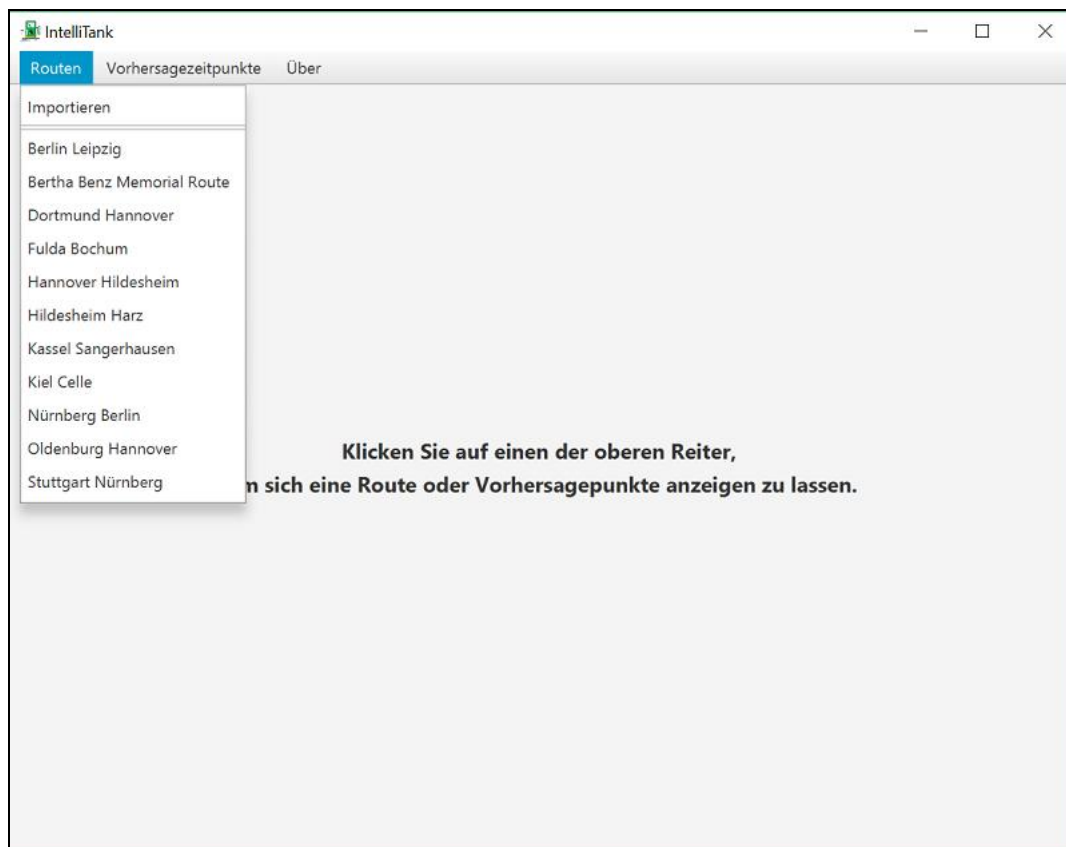 IntelliTank
Routen Vorhersagezeitpunkte Über
Importieren
Berlin Leipzig
Bertha Benz Memorial Route
Dortmund Hannover
Fulda Bochum
Hannover Hildesheim
Hildesheim Harz
Kassel Sangerhausen
Kiel Celle
Nürnberg Berlin
Oldenburg Hannover
Stuttgart Nürnberg
Klicken Sie auf einen der oberen Reiter,
sich eine Route oder Vorhersagepunkte anzeigen zu lassen.